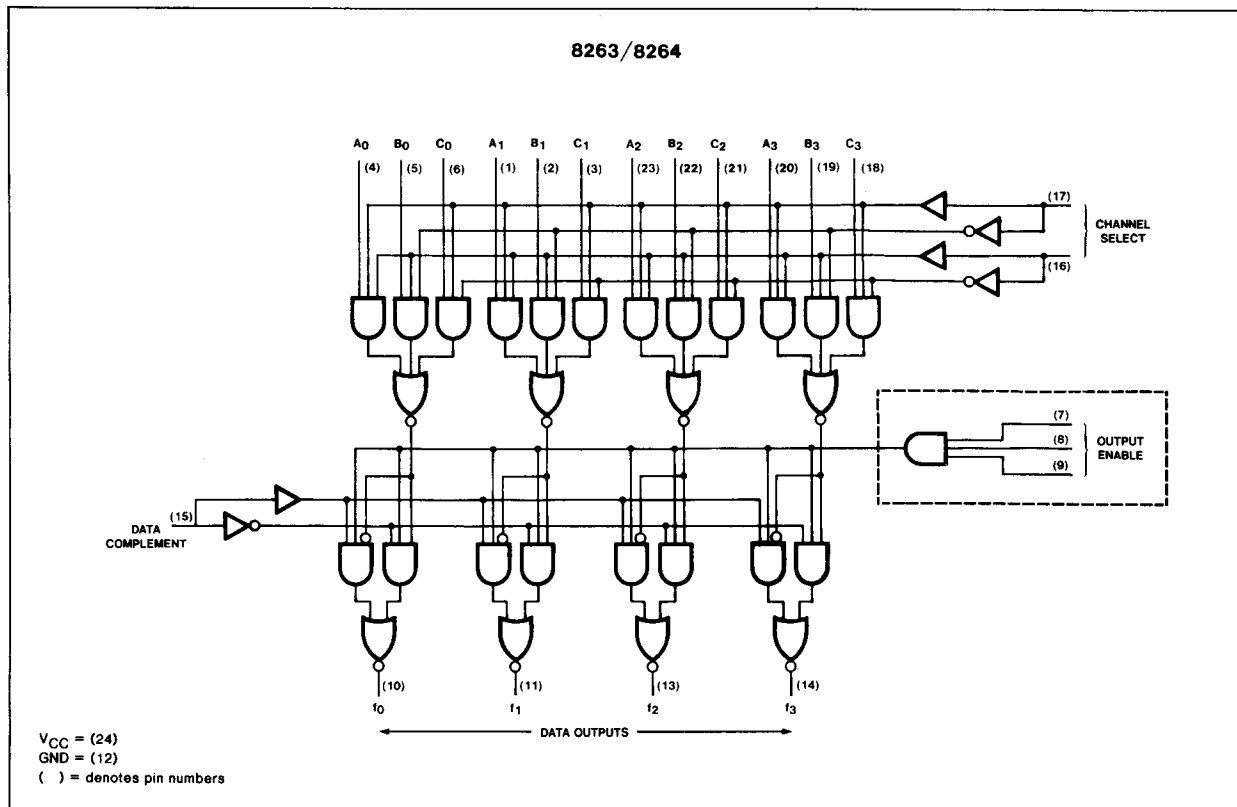 8263/8264
A0 B0 C0 A1 B1 C1 A2 B2 C2 A3 B3 C3
(4) (5) (6) (1) (2) (3) (23) (22) (21) (20) (19) (18)
(17)
CHANNEL
SELECT
(16)
(7)
(8)
OUTPUT
ENABLE
(9)
(15)
DATA
COMPLEMENT
(10) (11) (13) (14)
f0 f1 f2 f3
DATA OUTPUTS
VCC = (24)
GND = (12)
( ) = denotes pin numbers